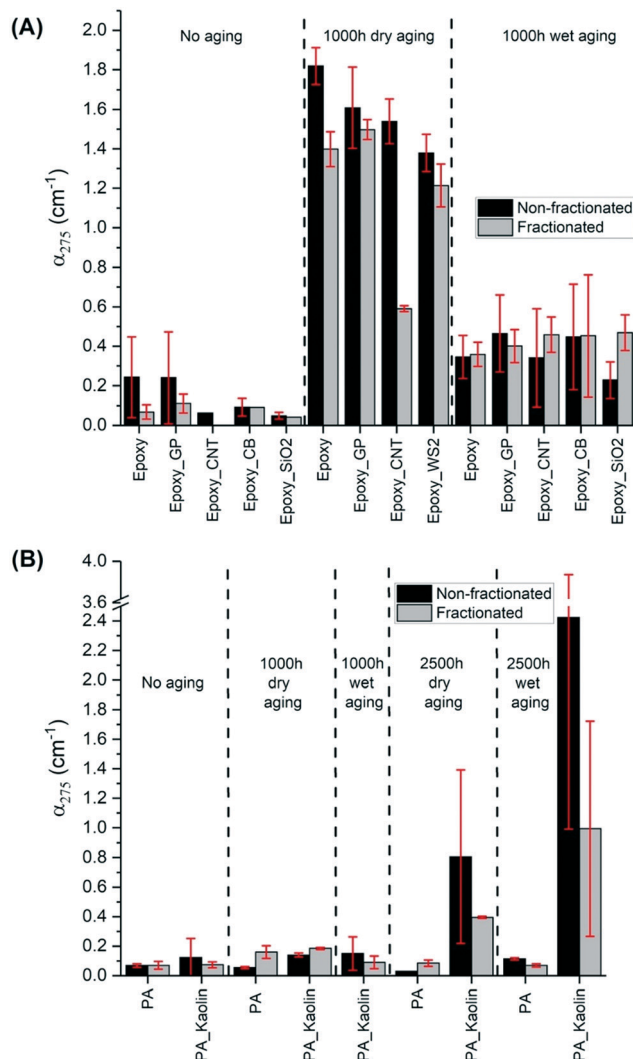 (A)
No aging
1000h dry aging
1000h wet aging
2.0
1.8
1.6
1.4
1.2
1.0
0.8
0.6
0.4
0.2
0.0
α275 (cm-1)
Non-fractionated
Fractionated
Epoxy
Epoxy_GP
Epoxy_CNT
Epoxy_CB
Epoxy_SiO2
Epoxy
Epoxy_GP
Epoxy_CNT
Epoxy_WS2
Epoxy
Epoxy_GP
Epoxy_CNT
Epoxy_CB
Epoxy_SiO2
(B)
4.0
3.6
2.4
2.2
2.0
1.8
1.6
1.4
1.2
1.0
0.8
0.6
0.4
0.2
0.0
α275 (cm-1)
Non-fractionated
Fractionated
No aging
1000h
dry
aging
1000h
wet
aging
2500h
dry
aging
2500h
wet
aging
PA
PA_Kaolin
PA
PA_Kaolin
PA_Kaolin
PA
PA_Kaolin
PA
PA_Kaolin